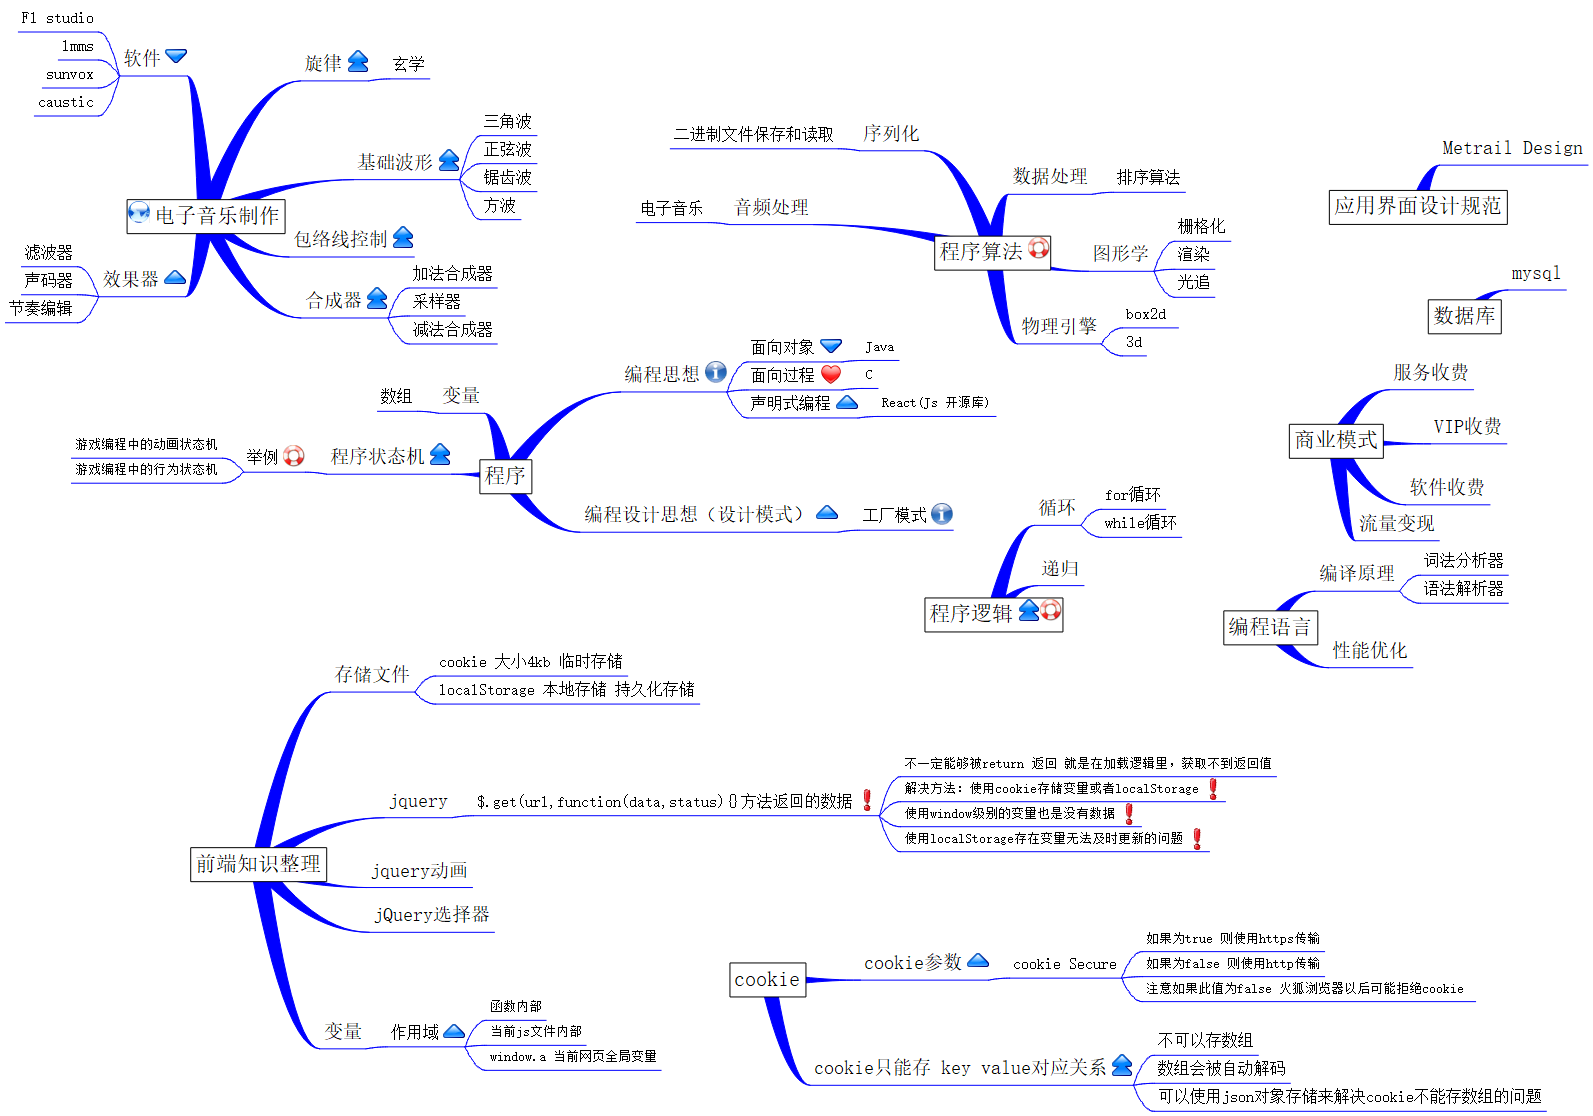 Fl studio
lmms
sunvox
caustic
软件
旋律
玄学
基础波形
三角波
正弦波
锯齿波
方波
电子音乐制作
包络线控制
滤波器
声码器
节奏编辑
效果器
合成器
加法合成器
采样器
减法合成器
二进制文件保存和读取
序列化
电子音乐
音频处理
数据处理
排序算法
程序算法
图形学
栅格化
渲染
光追
物理引擎
box2d
3d
Metrail Design
应用界面设计规范
mysql
数据库
编程思想
面向对象
Java
面向过程
C
声明式编程
React(Js 开源库)
数组
变量
游戏编程中的动画状态机
游戏编程中的行为状态机
举例
程序状态机
程序
编程设计思想（设计模式）
工厂模式
服务收费
VIP收费
商业模式
软件收费
流量变现
循环
for循环
while循环
递归
程序逻辑
编译原理
词法分析器
语法解析器
编程语言
性能优化
存储文件
cookie 大小4kb 临时存储
localStorage 本地存储 持久化存储
jquery
$.get(url,function(data,status){}方法返回的数据
不一定能够被return 返回 就是在加载逻辑里，获取不到返回值
解决方法：使用cookie存储变量或者localStorage
使用window级别的变量也是没有数据
使用localStorage存在变量无法及时更新的问题
前端知识整理
jquery动画
jQuery选择器
变量
作用域
函数内部
当前js文件内部
window.a 当前网页全局变量
cookie
cookie参数
cookie Secure
如果为true 则使用https传输
如果为false 则使用http传输
注意如果此值为false 火狐浏览器以后可能拒绝cookie
cookie只能存 key value对应关系
不可以存数组
数组会被自动解码
可以使用json对象存储来解决cookie不能存数组的问题